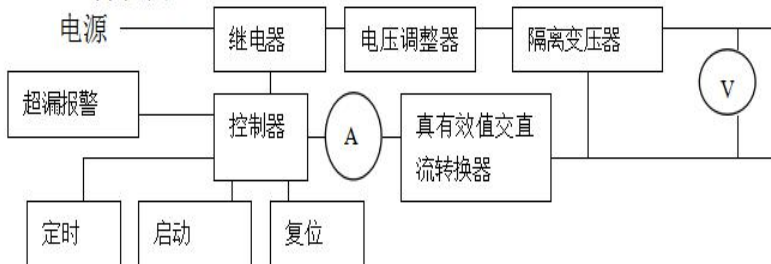 电源
继电器
电压调整器
隔离变压器
V
超漏报警
控制器
A
真有效值交直
流转换器
定时
启动
复位